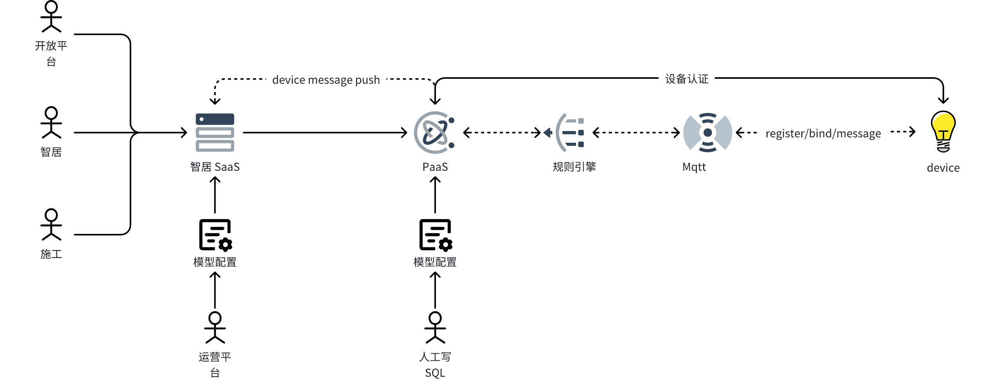 开放平
台
device message push
设备认证
智居
智居 SaaS
PaaS
规则引擎
Mqtt
register/bind/message
device
施工
模型配置
模型配置
运营平
台
人工写
SQL